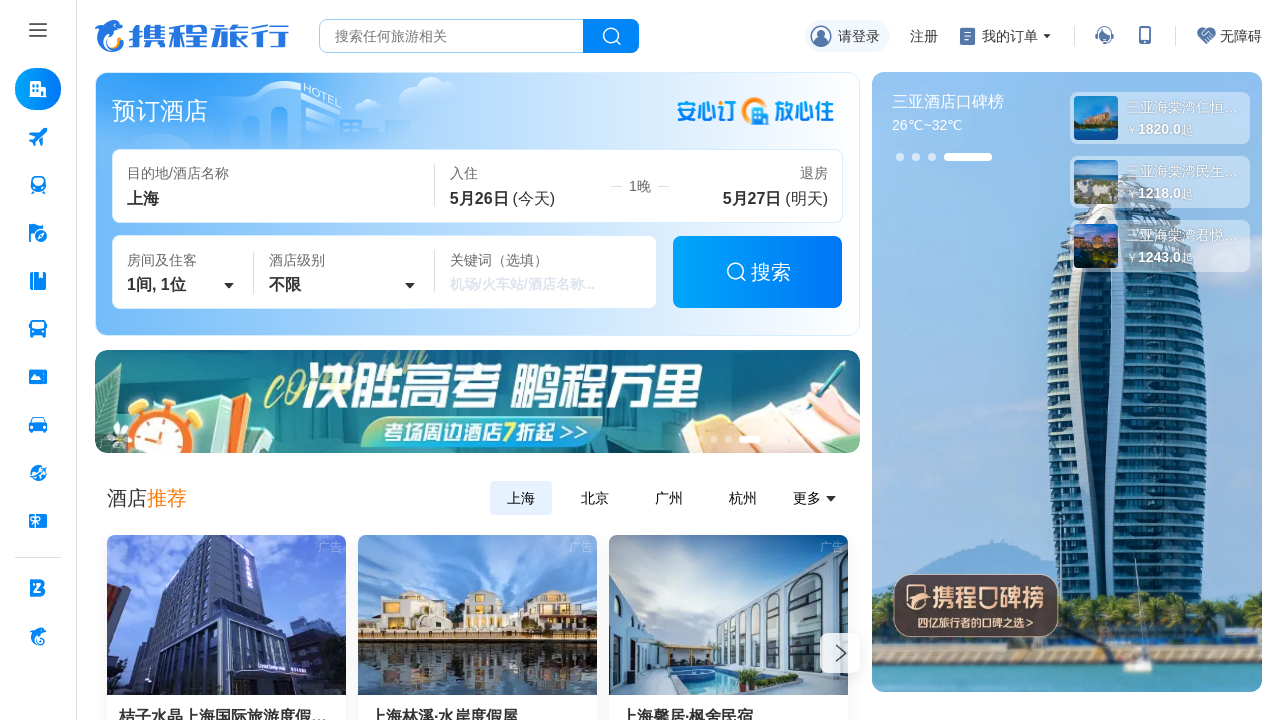 携程旅行
搜索任何旅游相关
请登录
注册
我的订单
无障碍
预订酒店
HOTEL
安心订 放心住
目的地/酒店名称
上海
入住
5月26日 (今天)
1晚
退房
5月27日 (明天)
房间及住客
1间, 1位
酒店级别
不限
关键词（选填）
机场/火车站/酒店名称...
搜索
决胜高考 鹏程万里
考场周边酒店7折起 >>
广告
酒店推荐
上海
北京
广州
杭州
更多
广告
广告
广告
桔子水晶上海国际旅游度假...
上海林溪·水岸度假屋
上海馨居·枫舍民宿
三亚酒店口碑榜
26℃~32℃
三亚海棠湾仁恒...
￥1820.0起
三亚海棠湾民生...
￥1218.0起
三亚海棠湾君悦...
￥1243.0起
携程口碑榜
四亿旅行者的口碑之选 >